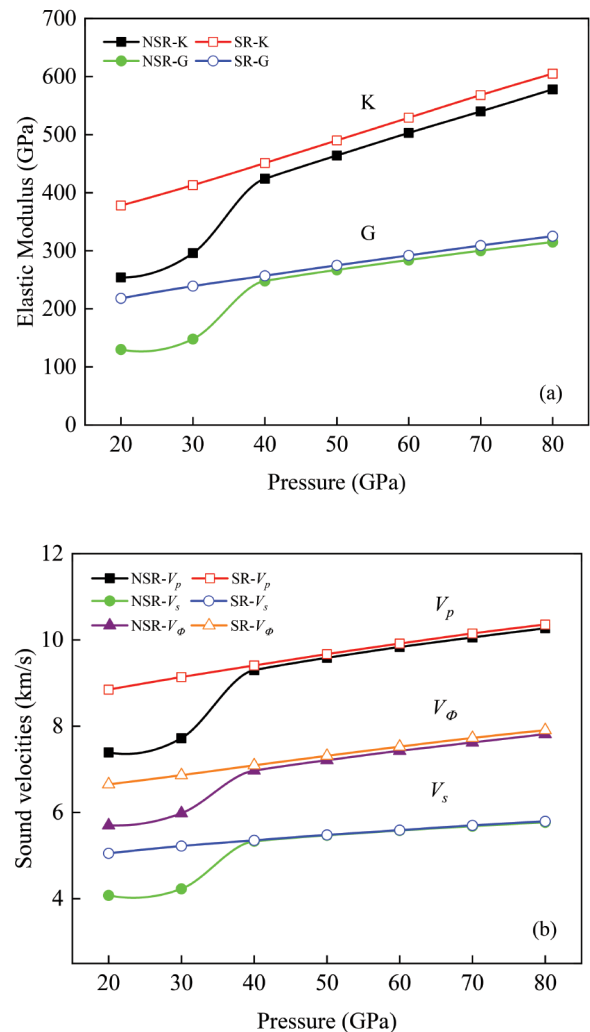 NSR-K SR-K
NSR-G SR-G
K
G
(a)
Elastic Modulus (GPa)
700
600
500
400
300
200
100
0
20 30 40 50 60 70 80
Pressure (GPa)
NSR-Vp SR-Vp
NSR-Vs SR-Vs
NSR-VΦ SR-VΦ
Vp
VΦ
Vs
(b)
Sound velocities (km/s)
12
10
8
6
4
20 30 40 50 60 70 80
Pressure (GPa)